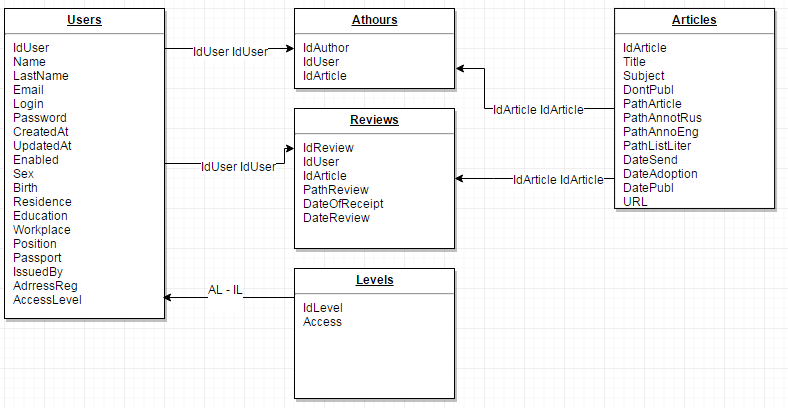 Users
IdUser
Name
LastName
Email
Login
Password
CreatedAt
UpdatedAt
Enabled
Sex
Birth
Residence
Education
Workplace
Position
Passport
IssuedBy
AdrressReg
AccessLevel
IdUser IdUser
IdUser IdUser
AL - IL
Athours
IdAuthor
IdUser
IdArticle
Reviews
IdReview
IdUser
IdArticle
PathReview
DateOfReceipt
DateReview
Levels
IdLevel
Access
IdArticle IdArticle
IdArticle IdArticle
Articles
IdArticle
Title
Subject
DontPubl
PathArticle
PathAnnotRus
PathAnnoEng
PathListLiter
DateSend
DateAdoption
DatePubl
URL